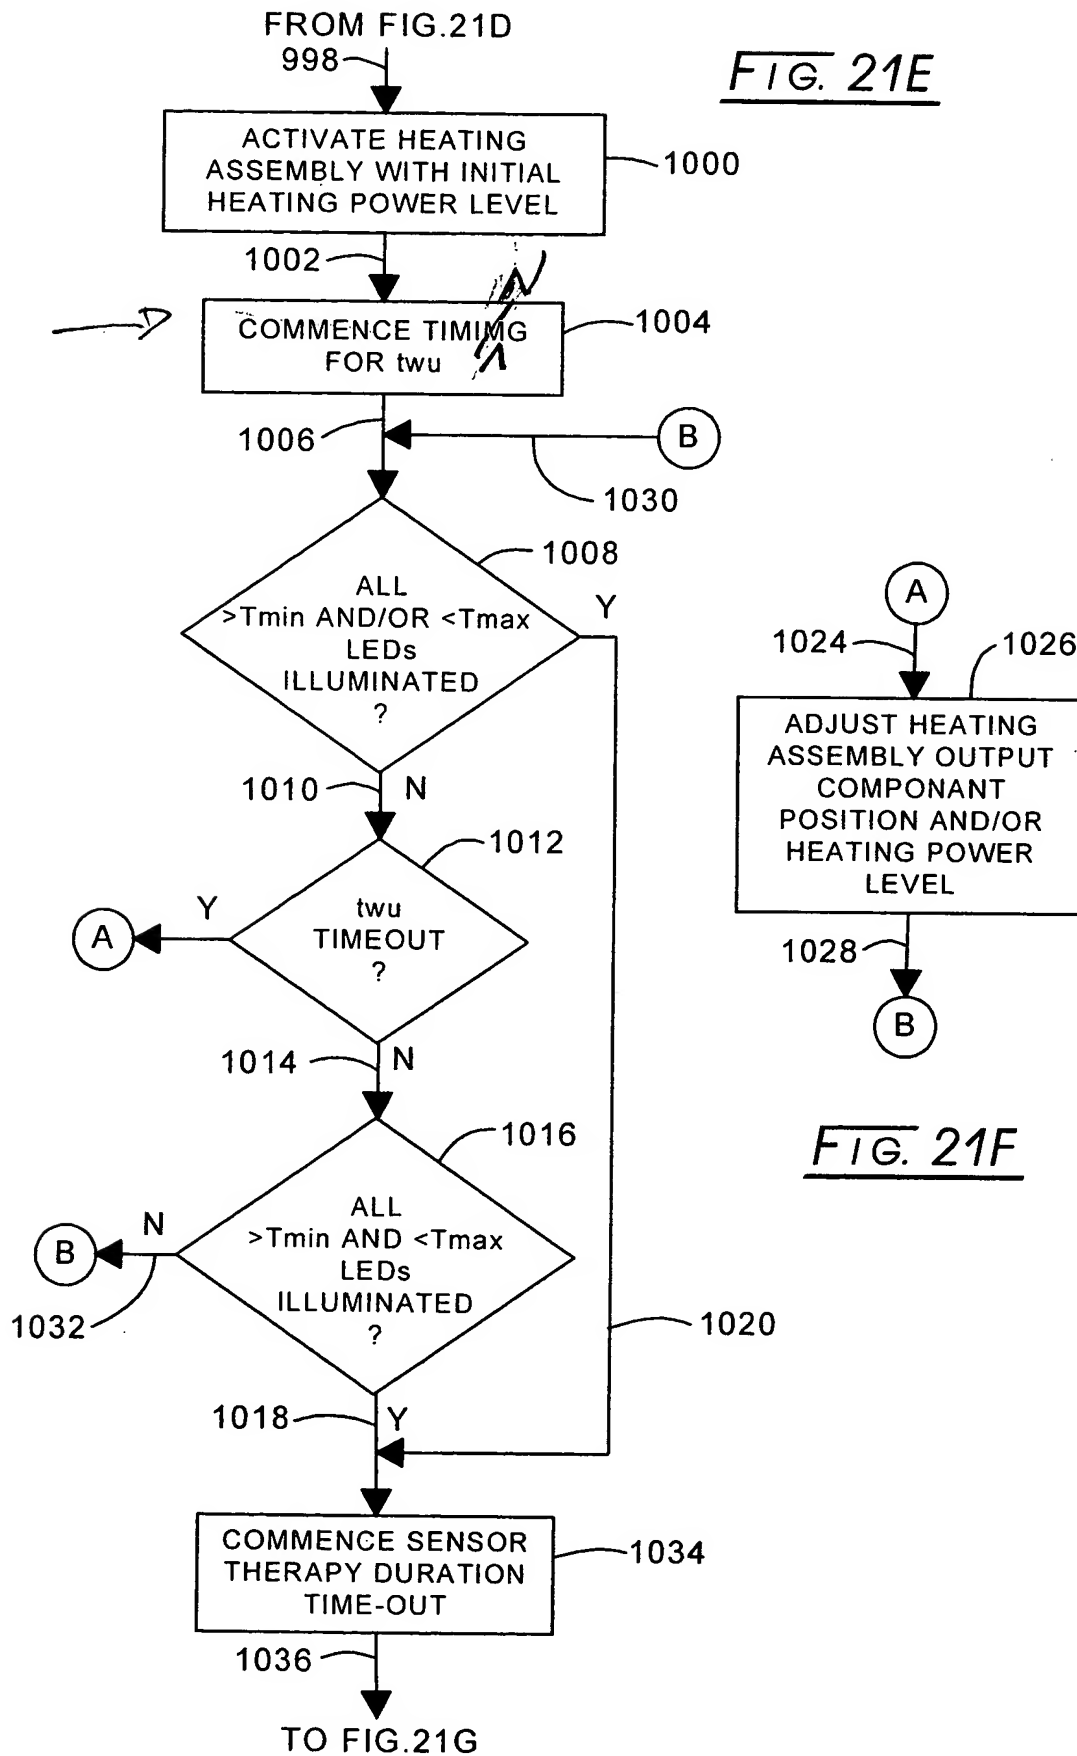 FROM FIG.21D
998
FIG. 21E
ACTIVATE HEATING
ASSEMBLY WITH INITIAL
HEATING POWER LEVEL
1000
1002
COMMENCE TIMIMG
FOR twu
1004
1006
B
1030
1008
ALL
>Tmin AND/OR <Tmax
LEDs
ILLUMINATED
?
Y
1010
N
1012
twu
TIMEOUT
?
Y
A
1014
N
1016
ALL
>Tmin AND <Tmax
LEDs
ILLUMINATED
?
N
B
1032
1020
1018
Y
COMMENCE SENSOR
THERAPY DURATION
TIME-OUT
1034
1036
TO FIG.21G
A
1024
1026
ADJUST HEATING
ASSEMBLY OUTPUT
COMPONANT
POSITION AND/OR
HEATING POWER
LEVEL
1028
B
FIG. 21F